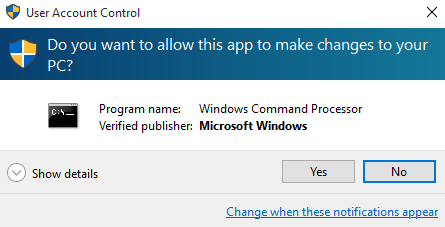 User Account Control
Do you want to allow this app to make changes to your
PC?
C:\_
Program name: Windows Command Processor
Verified publisher: Microsoft Windows
Show details
Yes
No
Change when these notifications appear